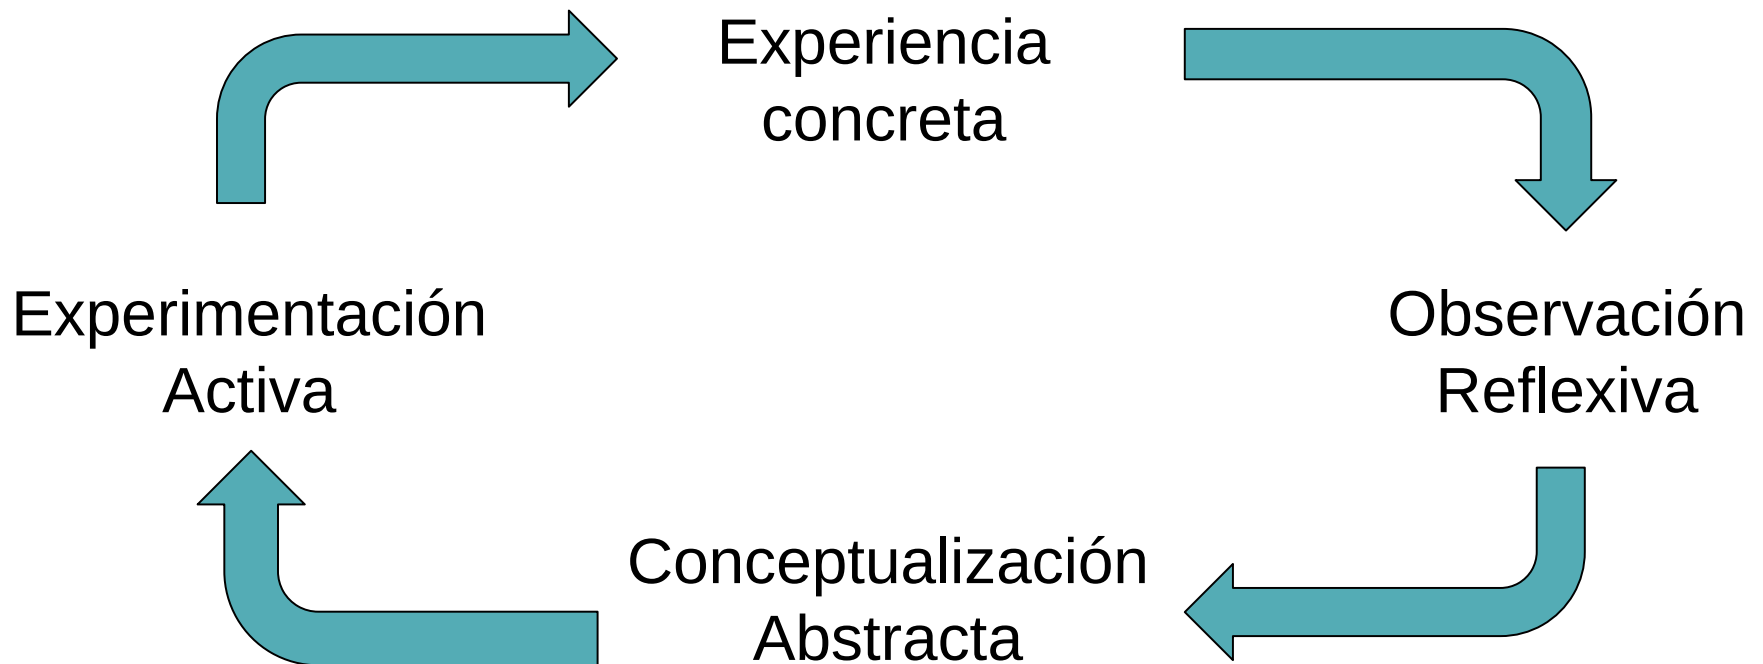 Experiencia
concreta
Experimentación
Activa
Observación
Reflexiva
Conceptualización
Abstracta